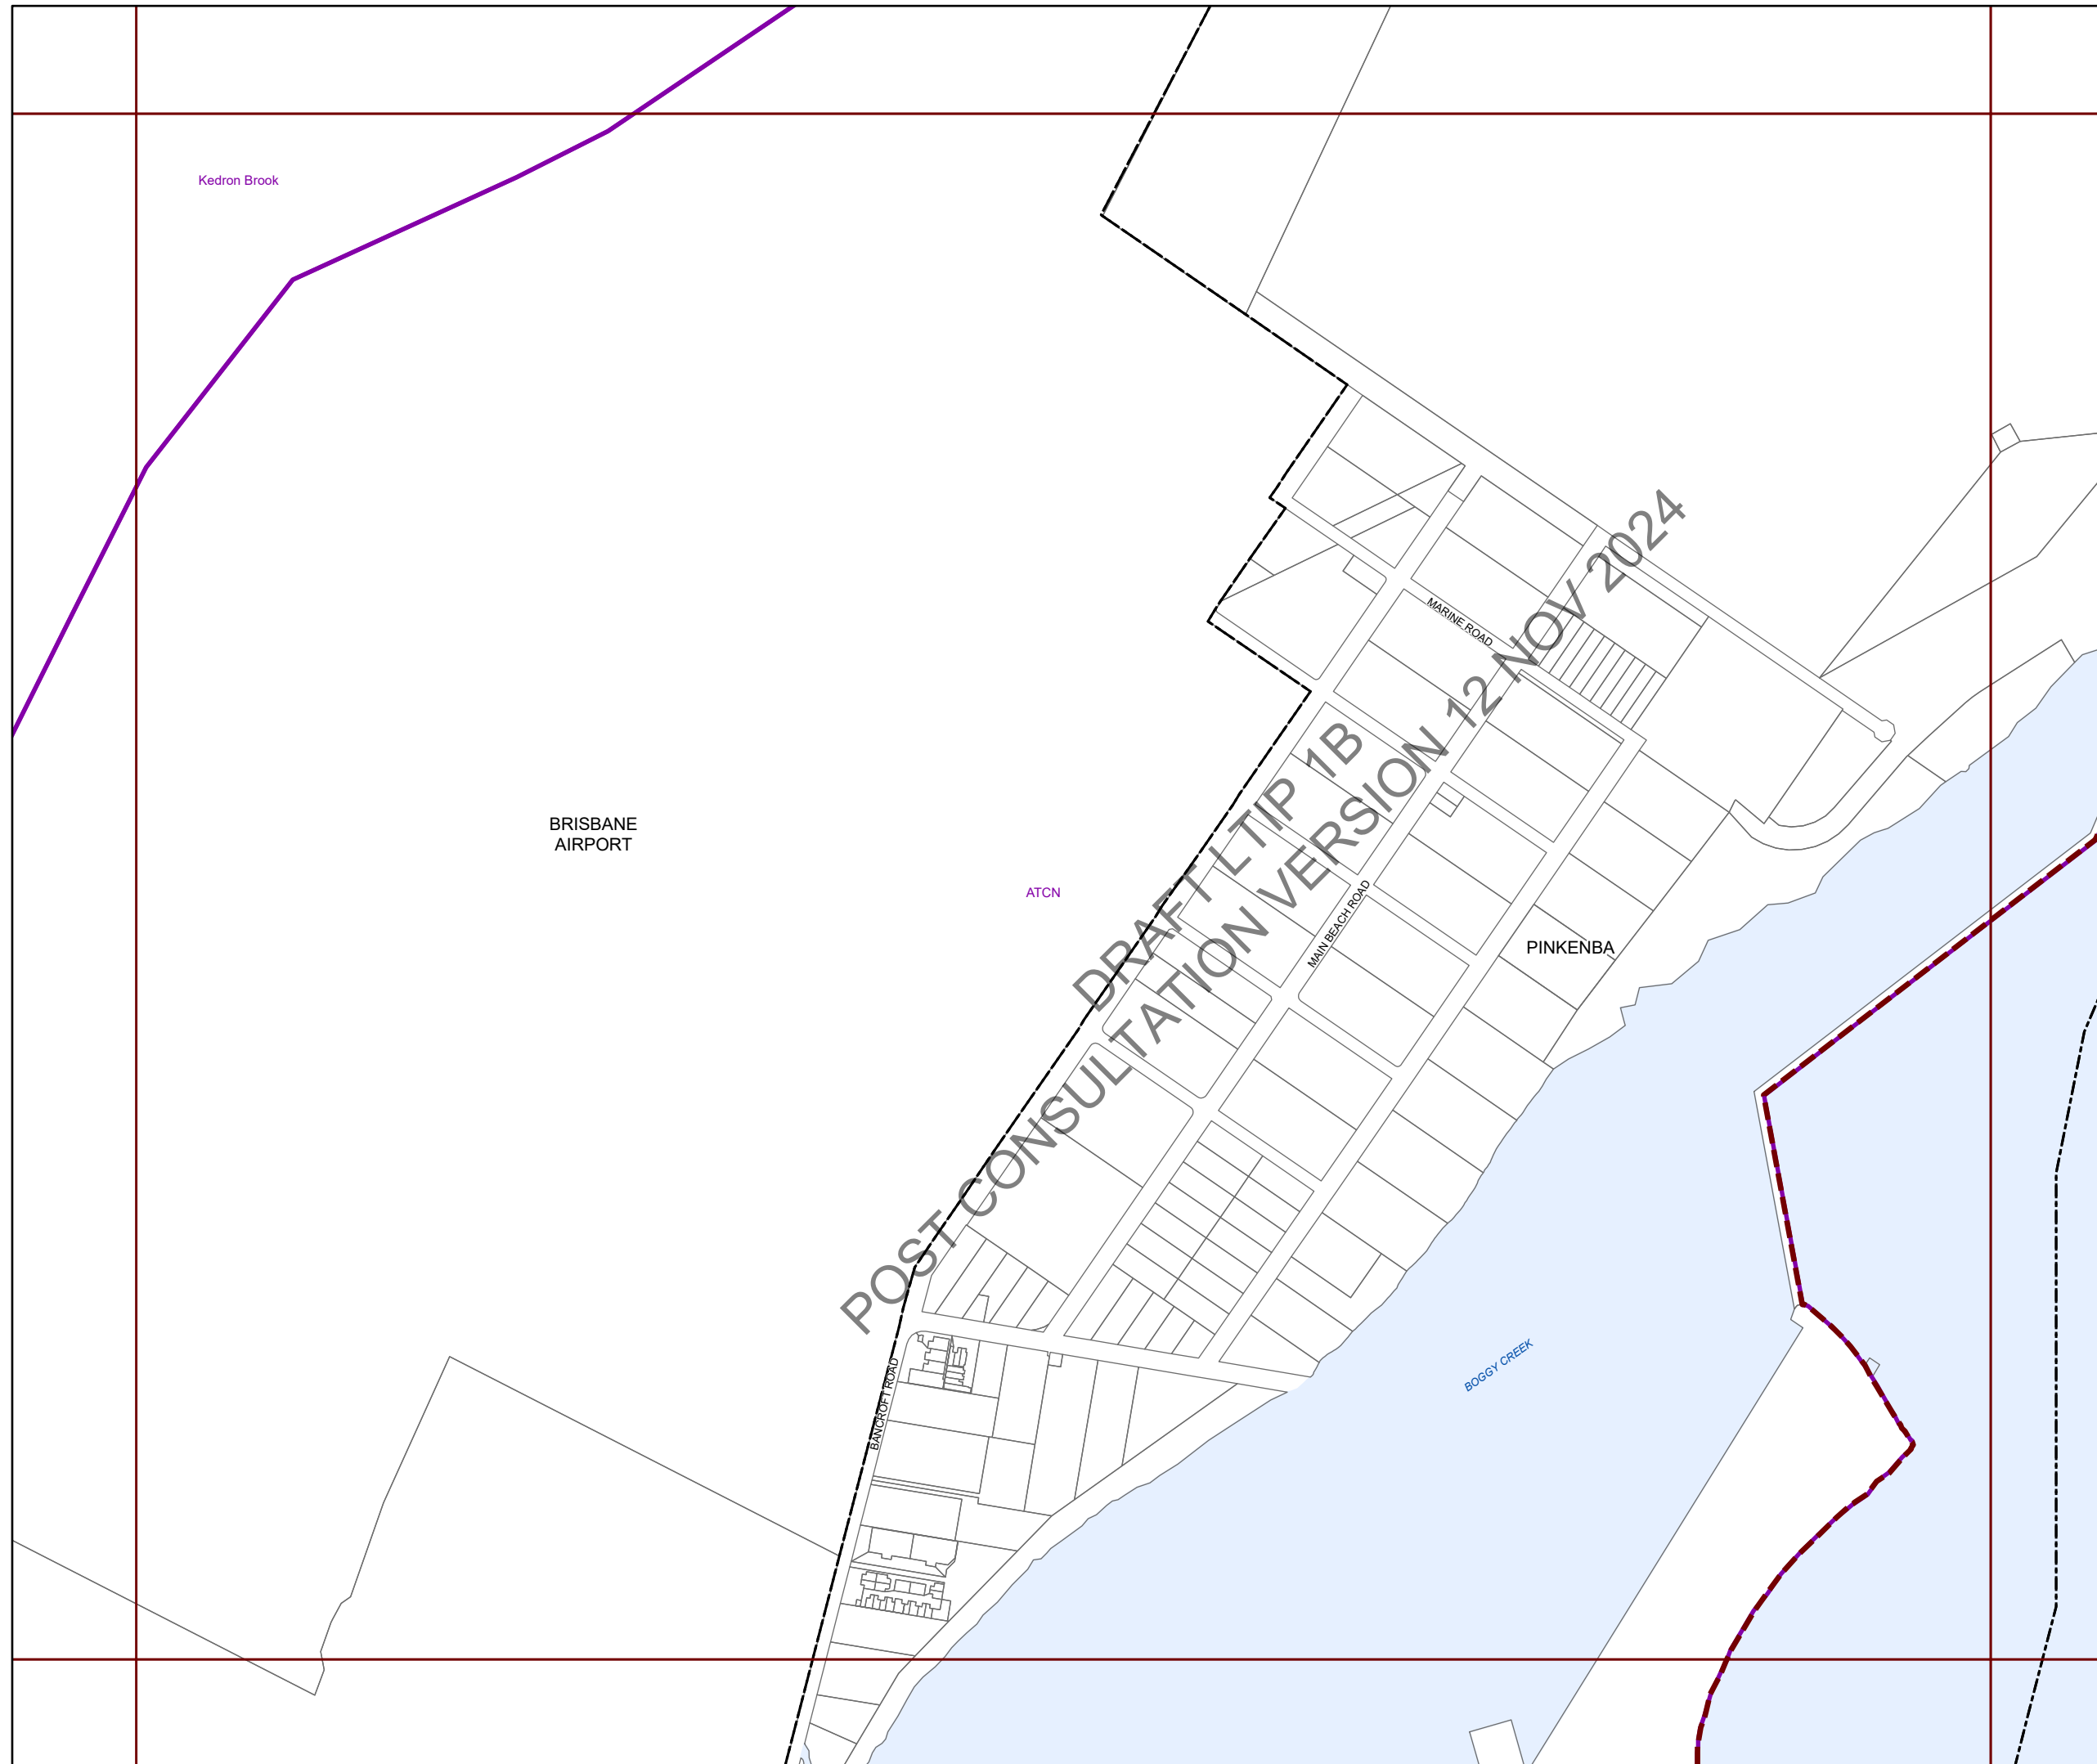 Kedron Brook
MARINE ROAD
BRISBANE
AIRPORT
ATCN
DRAFT LTIP 1B
POST CONSULTATION VERSION 12 NOV 2024
MAIN BEACH ROAD
PINKENBA
BANCROFT ROAD
BOGGY CREEK